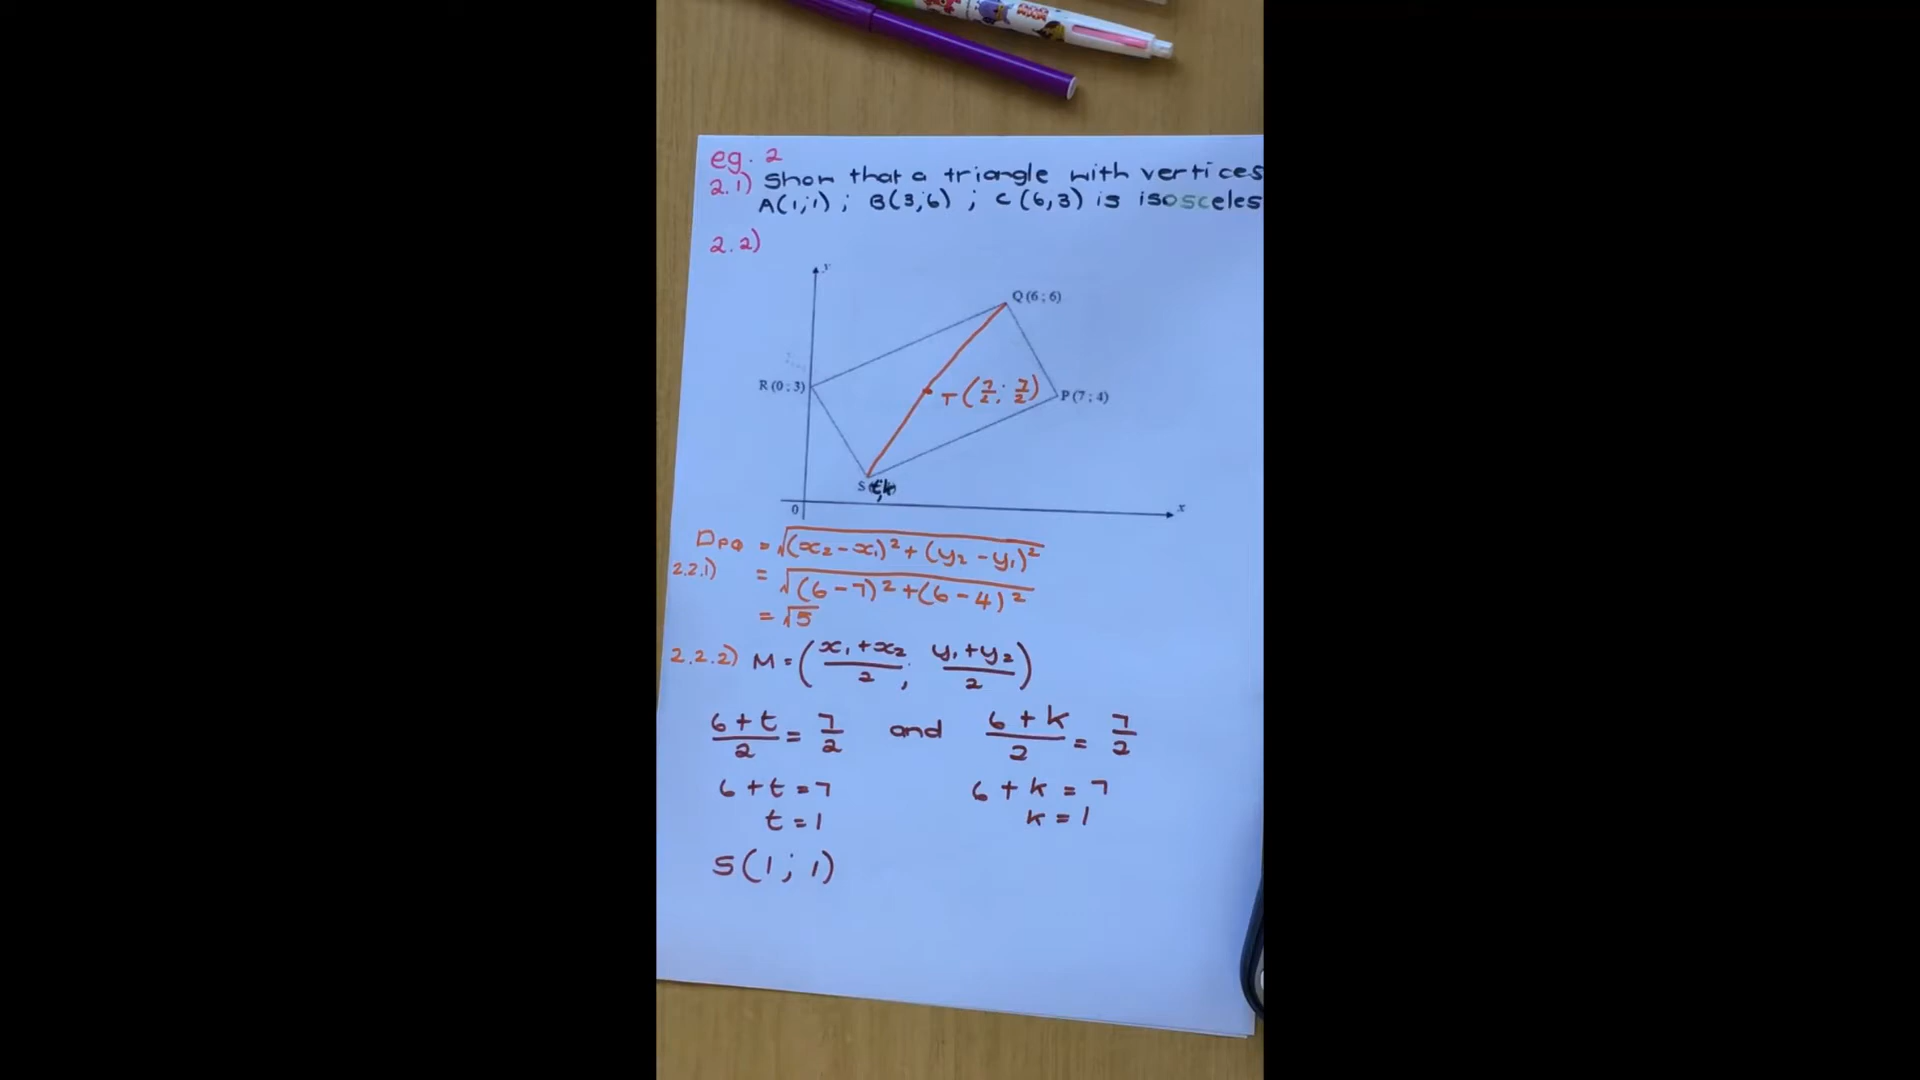 eg. 2
2.1) Show that a triangle with vertices
A(1;1) ; B(3;6) ; C(6,3) is isosceles
2.2)
y
Q (6 ; 6)
R (0 ; 3)
T(7/2 ; 7/2)
P (7 ; 4)
S (t;k)
0
x
D_PQ = √((x₂ - x₁)² + (y₂ - y₁)²)
2.2.1) = √((6 - 7)² + (6 - 4)²)
= √5
2.2.2) M = ((x₁ + x₂)/2 ; (y₁ + y₂)/2)
(6 + t)/2 = 7/2 and (6 + k)/2 = 7/2
6 + t = 7 6 + k = 7
t = 1 k = 1
S(1 ; 1)